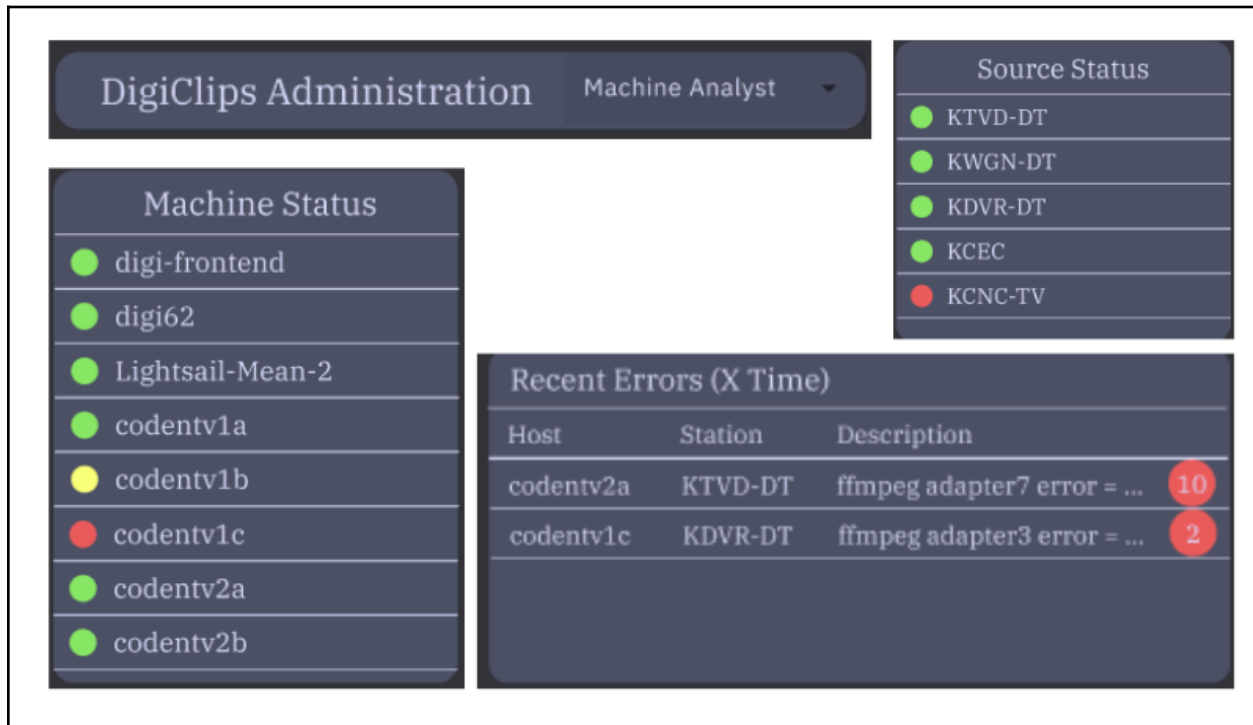 DigiClips Administration
Machine Analyst
Source Status
KTVD-DT
KWGN-DT
KDVR-DT
KCEC
KCNC-TV
Machine Status
digi-frontend
digi62
Lightsail-Mean-2
codentv1a
codentv1b
codentv1c
codentv2a
codentv2b
Recent Errors (X Time)
Host Station Description
codentv2a KTVD-DT ffmpeg adapter7 error = ... 10
codentv1c KDVR-DT ffmpeg adapter3 error = ... 2